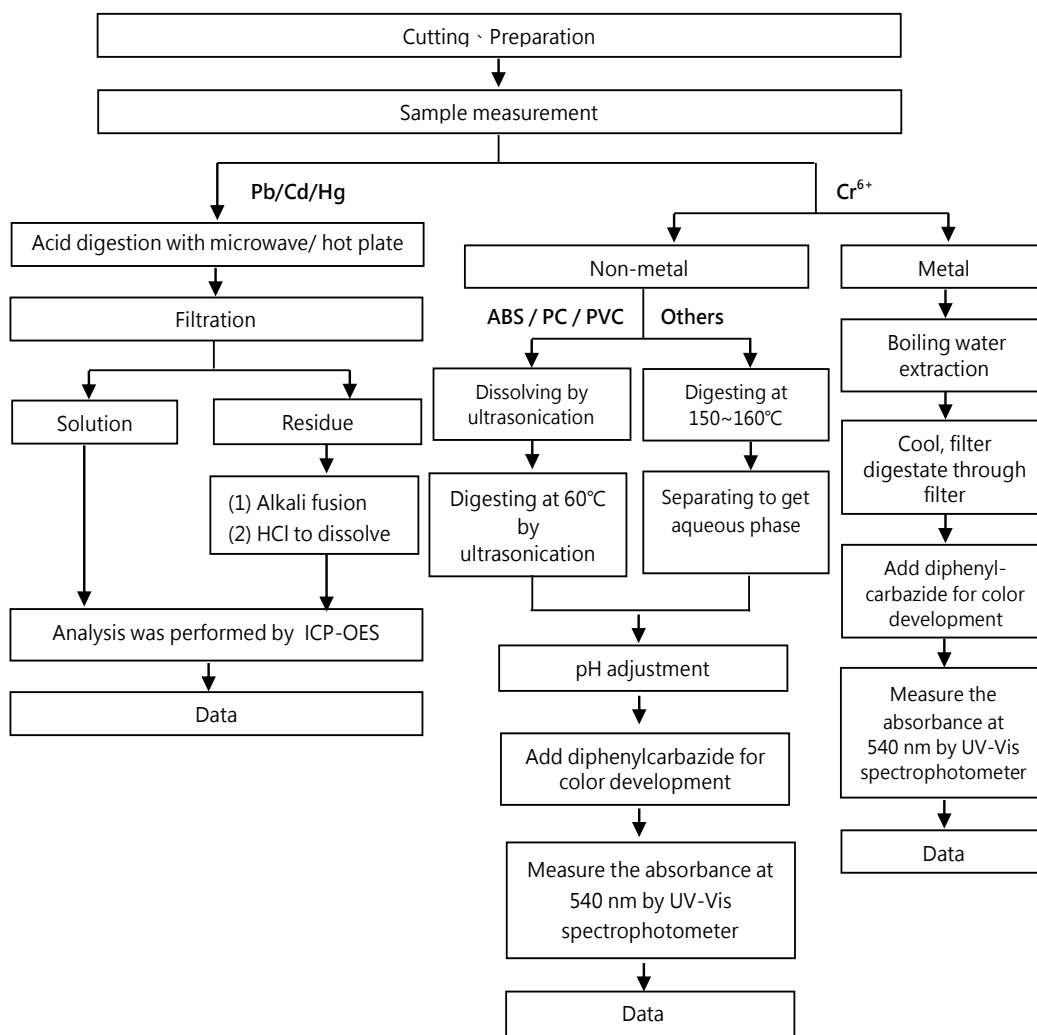 Cutting、Preparation
Sample measurement
Pb/Cd/Hg
Cr⁶⁺
Acid digestion with microwave/ hot plate
Filtration
Solution
Residue
(1) Alkali fusion
(2) HCl to dissolve
Analysis was performed by ICP-OES
Data
Non-metal
ABS / PC / PVC
Others
Dissolving by
ultrasonication
Digesting at 60℃
by
ultrasonication
Digesting at
150~160℃
Separating to get
aqueous phase
pH adjustment
Add diphenylcarbazide for
color development
Measure the absorbance at
540 nm by UV-Vis
spectrophotometer
Data
Metal
Boiling water
extraction
Cool, filter
digestate through
filter
Add diphenyl-
carbazide for color
development
Measure the
absorbance at
540 nm by UV-Vis
spectrophotometer
Data